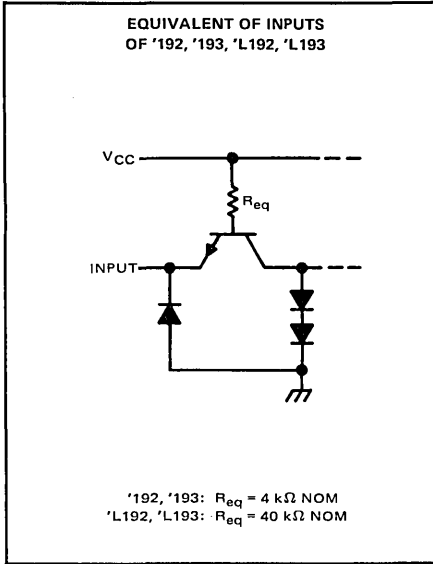 EQUIVALENT OF INPUTS
OF '192, '193, 'L192, 'L193
VCC
Req
INPUT
'192, '193: Req = 4 kΩ NOM
'L192, 'L193: Req = 40 kΩ NOM